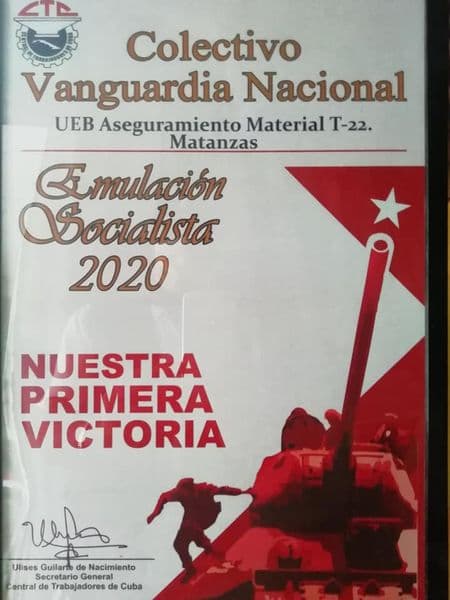 CTC
Colectivo
Vanguardia Nacional
UEB Aseguramiento Material T-22.
Matanzas
Emulación
Socialista
2020
NUESTRA
PRIMERA
VICTORIA
Ulises Guilarte de Nacimiento
Secretario General
Central de Trabajadores de Cuba